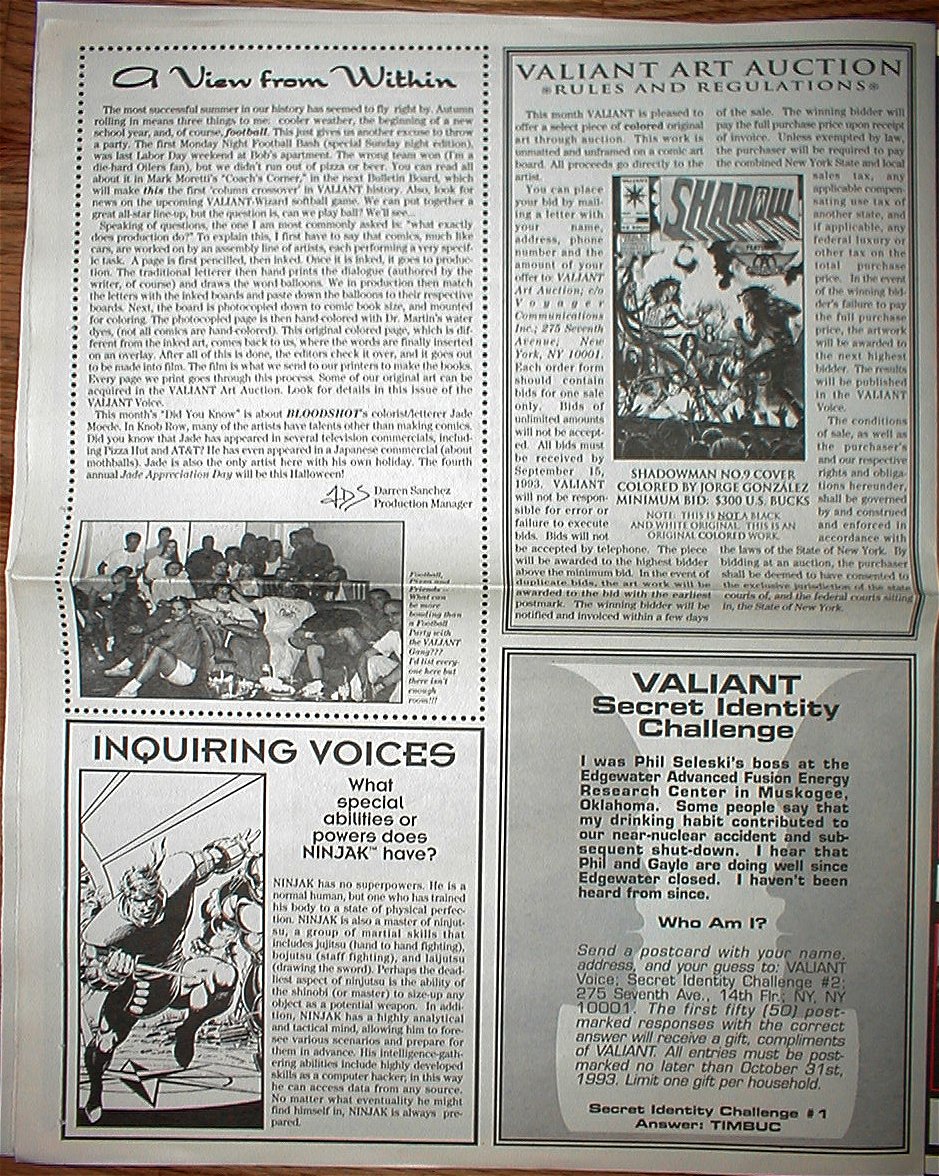 A View from Within
The most successful summer in our history has seemed to fly right by. Autumn
rolling in means three things to me: cooler weather, the beginning of a new
school year, and, of course, football. This just gives us another excuse to throw
a party. The first Monday Night Football Bash (special Sunday night edition),
was last Labor Day weekend at Bob's apartment. The wrong team won (I'm a
die-hard Oilers fan), but we didn't run out of pizza or beer. You can read all
about it in Mark Moretti's "Coach's Corner," in the next Bulletin Board, which
will make this the first 'column crossover' in VALIANT history. Also, look for
news on the upcoming VALIANT-Wizard softball game. We can put together a
great all-star line-up, but the question is, can we play ball? We'll see...
Speaking of questions, the one I am most commonly asked is: "what exactly
does production do?" To explain this, I first have to say that comics, much like
cars, are worked on by an assembly line of artists, each performing a very specif-
ic task. A page is first pencilled, then inked. Once it is inked, it goes to produc-
tion. The traditional letterer then hand prints the dialogue (authored by the
writer, of course) and draws the word balloons. We in production then match
the letters with the inked boards and paste down the balloons to their respective
boards. Next, the board is photocopied down to comic book size, and mounted
for coloring. The photocopied page is then hand-colored with Dr. Martin's water
dyes, (not all comics are hand-colored). This original colored page, which is dif-
ferent from the inked art, comes back to us, where the words are finally inserted
on an overlay. After all of this is done, the editors check it over, and it goes out
to be made into film. The film is what we send to our printers to make the books.
Every page we print goes through this process. Some of our original art can be
acquired in the VALIANT Art Auction. Look for details in this issue of the
VALIANT Voice.
This month's "Did You Know" is about BLOODSHOT's colorist/letterer Jade
Moede. In Knob Row, many of the artists have talents other than making comics.
Did you know that Jade has appeared in several television commercials, includ-
ing Pizza Hut and AT&T? He has even appeared in a Japanese commercial (about
mothballs). Jade is also the only artist here with his own holiday. The fourth
annual Jade Appreciation Day will be this Halloween!
Darren Sanchez
Production Manager
Football,
Pizza and
Friends --
What can
be more
bonding than
a Football
Party with
the VALIANT
Gang???
I'd list every-
one here but
there isn't
enough
room!!!
INQUIRING VOICES
What
special
abilities or
powers does
NINJAK™ have?
NINJAK has no superpowers. He is a
normal human, but one who has trained
his body to a state of physical perfec-
tion. NINJAK is also a master of ninjut-
su, a group of martial skills that
includes jujitsu (hand to hand fighting),
bojutsu (staff fighting), and laijutsu
(drawing the sword). Perhaps the dead-
liest aspect of ninjutsu is the ability of
the shinobi (or master) to size-up any
object as a potential weapon. In addi-
tion, NINJAK has a highly analytical
and tactical mind, allowing him to fore-
see various scenarios and prepare for
them in advance. His intelligence-gath-
ering abilities include highly developed
skills as a computer hacker; in this way
he can access data from any source.
No matter what eventuality he might
find himself in, NINJAK is always pre-
pared.
VALIANT ART AUCTION
*RULES AND REGULATIONS*
This month VALIANT is pleased to
offer a select piece of colored original
art through auction. This work is
unmatted and unframed on a comic art
board. All proceeds go directly to the
artist.
You can place
your bid by mail-
ing a letter with
your name,
address, phone
number and the
amount of your
offer to VALIANT
Art Auction; c/o
Voyager
Communications
Inc.; 275 Seventh
Avenue; New
York, NY 10001.
Each order form
should contain
bids for one sale
only. Bids of
unlimited amounts
will not be accept-
ed. All bids must
be received by
September 15,
1993. VALIANT
will not be respon-
sible for error or
failure to execute
bids. Bids will not
be accepted by telephone. The piece
will be awarded to the highest bidder
above the minimum bid. In the event of
duplicate bids, the art work will be
awarded to the bid with the earliest
postmark. The winning bidder will be
notified and invoiced within a few days
SHADOW
SHADOWMAN NO.9 COVER
COLORED BY JORGE GONZÁLEZ
MINIMUM BID: $300 U.S. BUCKS
NOTE: THIS IS NOT A BLACK
AND WHITE ORIGINAL. THIS IS AN
ORIGINAL COLORED WORK.
of the sale. The winning bidder will
pay the full purchase price upon receipt
of invoice. Unless exempted by law,
the purchaser will be required to pay
the combined New York State and local
sales tax, any
applicable compen-
sating use tax of
another state, and
if applicable, any
federal luxury or
other tax on the
total purchase
price. In the event
of the winning bid-
der's failure to pay
the full purchase
price, the artwork
will be awarded to
the next highest
bidder. The results
will be published
in the VALIANT
Voice.
The conditions
of sale, as well as
the purchaser's
and our respective
rights and obliga-
tions hereunder,
shall be governed
by and construed
and enforced in
accordance with
the laws of the State of New York. By
bidding at an auction, the purchaser
shall be deemed to have consented to
the exclusive jurisdiction of the state
courts of, and the federal courts sitting
in, the State of New York.
VALIANT
Secret Identity
Challenge
I was Phil Seleski's boss at the
Edgewater Advanced Fusion Energy
Research Center in Muskogee,
Oklahoma. Some people say that
my drinking habit contributed to
our near-nuclear accident and sub-
sequent shut-down. I hear that
Phil and Gayle are doing well since
Edgewater closed. I haven't been
heard from since.
Who Am I?
Send a postcard with your name,
address, and your guess to: VALIANT
Voice; Secret Identity Challenge #2;
275 Seventh Ave., 14th Flr.; NY, NY
10001. The first fifty (50) post-
marked responses with the correct
answer will receive a gift, compliments
of VALIANT. All entries must be post-
marked no later than October 31st,
1993. Limit one gift per household.
Secret Identity Challenge #1
Answer: TIMBUC